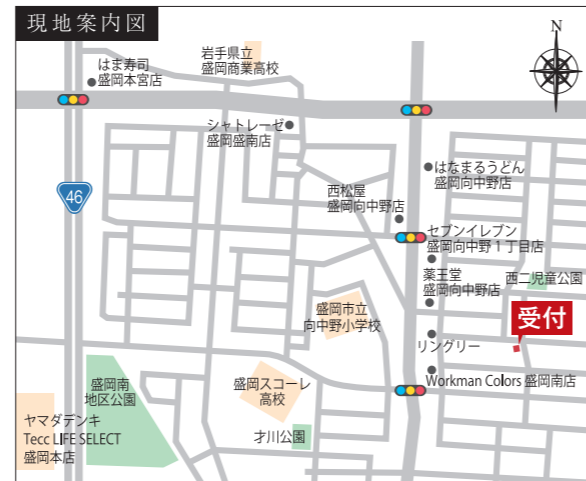 現地案内図
N
岩手県立
盛岡商業高校
はま寿司
盛岡本宮店
シャトレーゼ
盛岡盛南店
はなまるうどん
盛岡向中野店
46
西松屋
盛岡向中野店
セブンイレブン
盛岡向中野1丁目店
薬王堂
盛岡向中野店
西二児童公園
盛岡市立
向中野小学校
受付
リングリー
盛岡南
地区公園
盛岡スコーレ
高校
Workman Colors 盛岡南店
ヤマダデンキ
Tecc LIFE SELECT
盛岡本店
才川公園